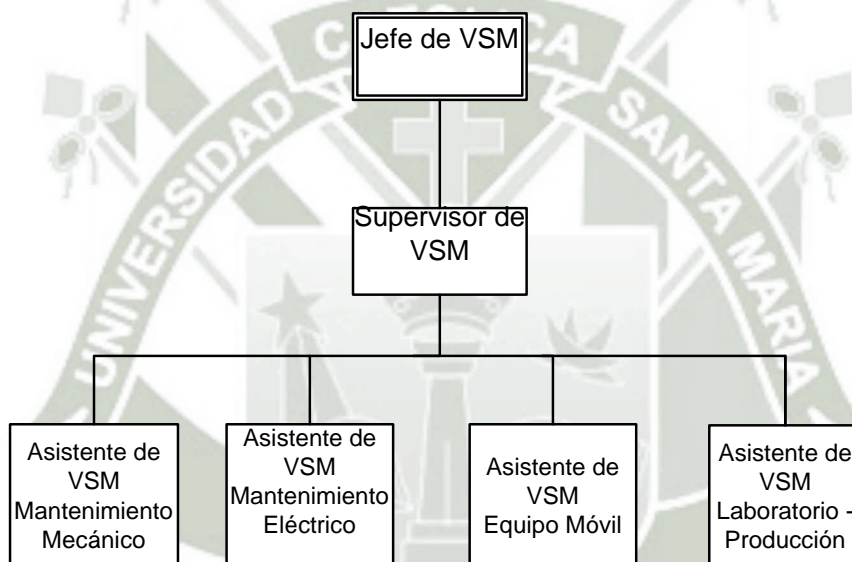 CATOLICA
UNIVERSIDAD
SANTA MARIA
Jefe de VSM
Supervisor de
VSM
Asistente de
VSM
Mantenimiento
Mecánico
Asistente de
VSM
Mantenimiento
Eléctrico
Asistente de
VSM
Equipo Móvil
Asistente de
VSM
Laboratorio -
Producción